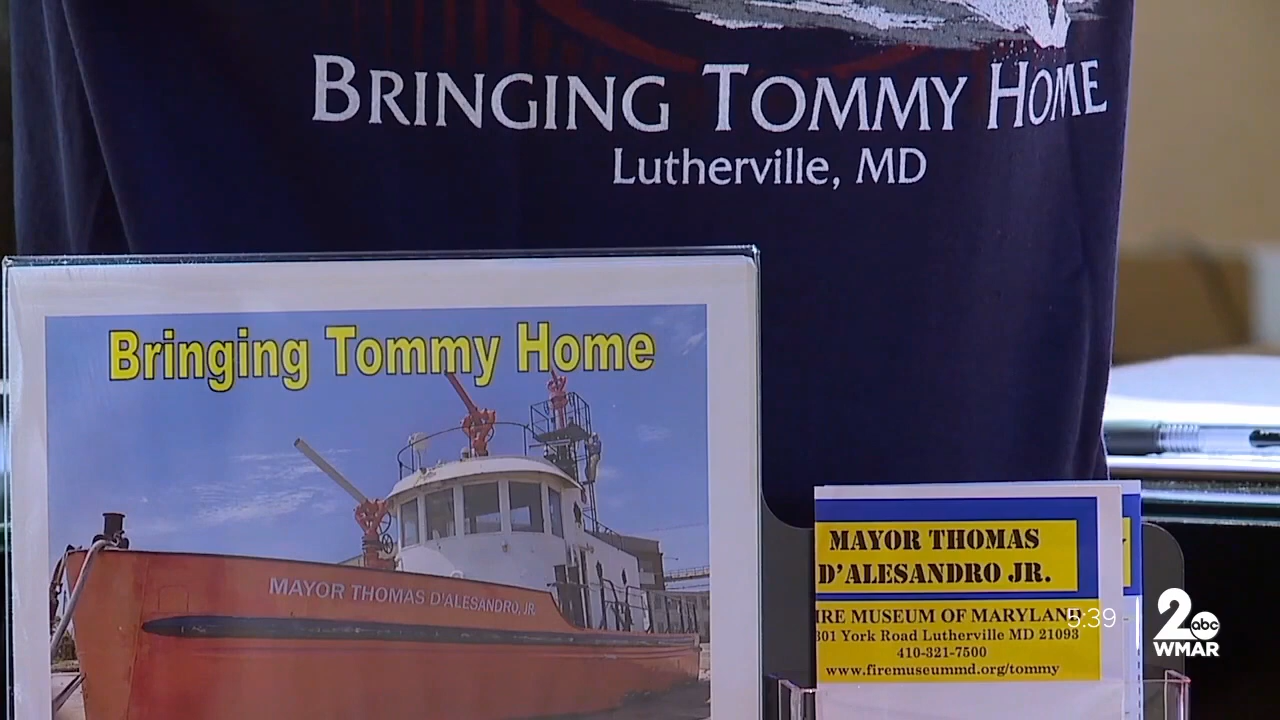 BRINGING TOMMY HOME
Lutherville, MD
Bringing Tommy Home
MAYOR THOMAS D'ALESANDRO, JR.
MAYOR THOMAS
D'ALESANDRO JR.
IRE MUSEUM OF MARYLAND
301 York Road Lutherville MD 21093
410-321-7500
www.firemuseummd.org/tommy
5:39
2 abc
WMAR